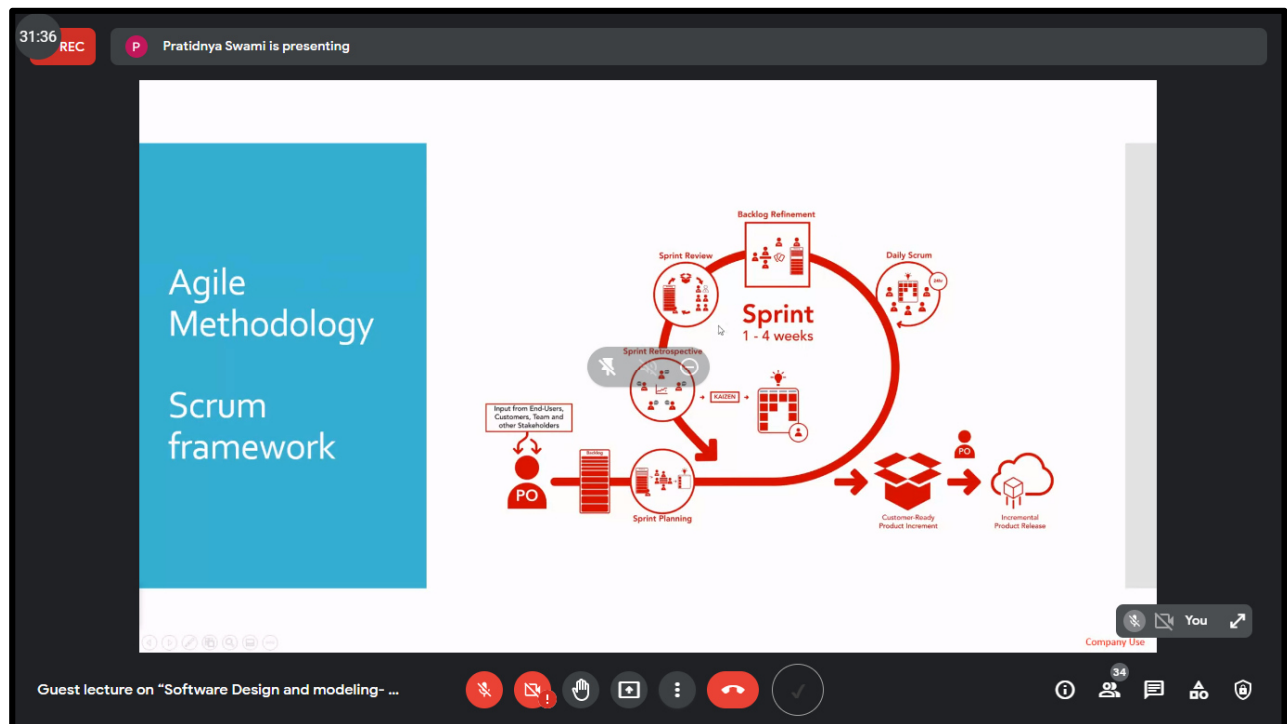 31:36
REC
P
Pratidnya Swami is presenting
Agile
Methodology
Scrum
framework
Backlog Refinement
Sprint Review
Daily Scrum
24h
Sprint
1 - 4 weeks
Sprint Retrospective
KAIZEN
Input from End-Users,
Customers, Team and
other Stakeholders
Backlog
PO
Sprint Planning
PO
Customer-Ready
Product Increment
Incremental
Product Release
You
Company Use
Guest lecture on “Software Design and modeling- ...
34